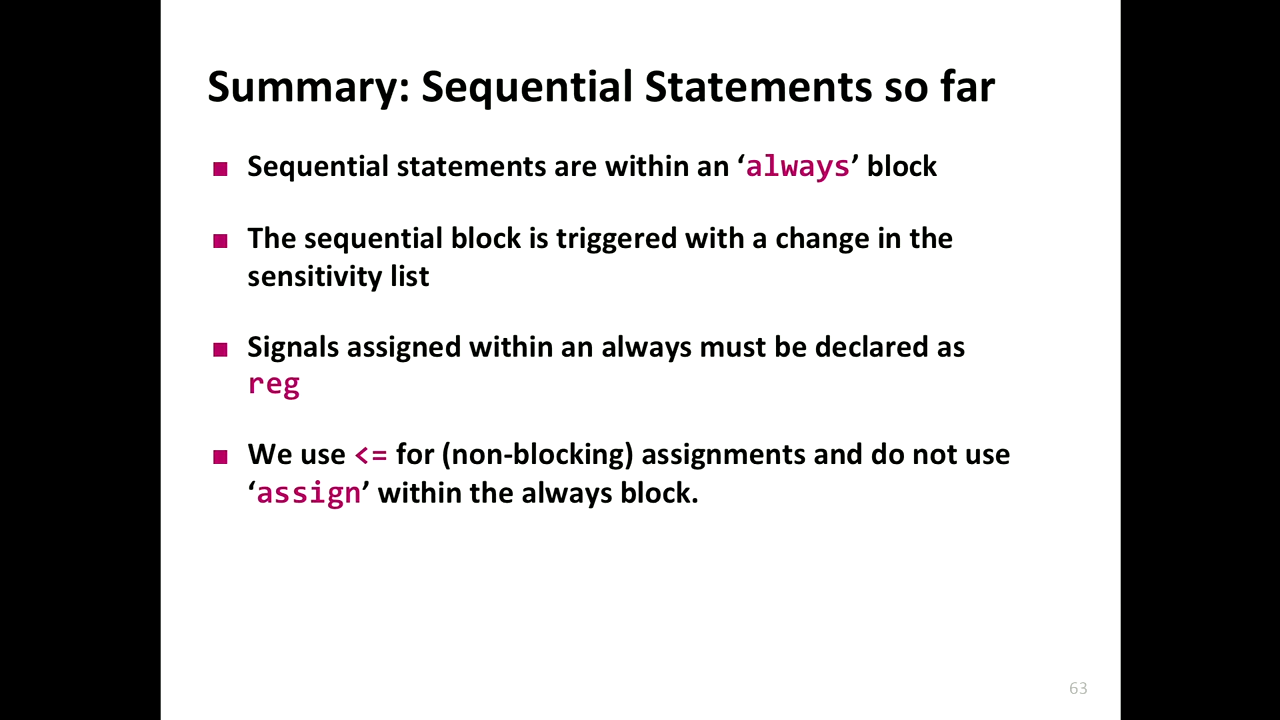 Summary: Sequential Statements so far
■ Sequential statements are within an ‘always’ block
■ The sequential block is triggered with a change in the
sensitivity list
■ Signals assigned within an always must be declared as
reg
■ We use <= for (non-blocking) assignments and do not use
‘assign’ within the always block.
63